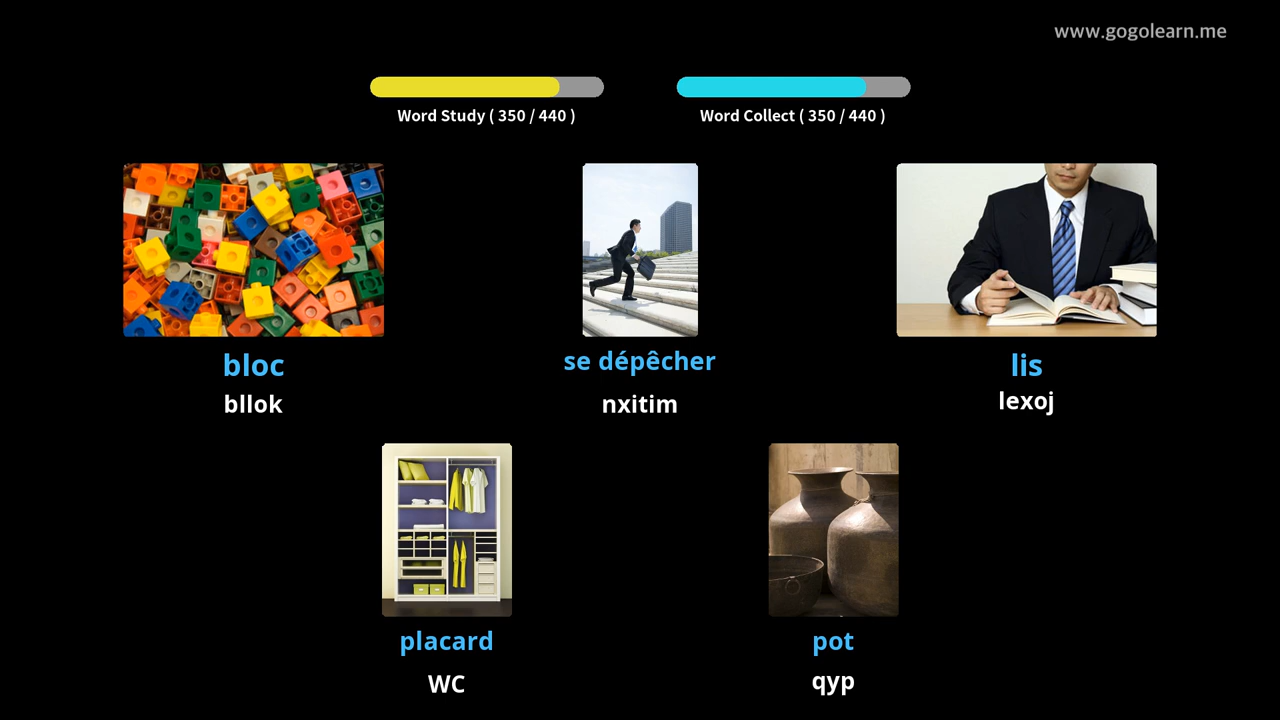 www.gogolearn.me
Word Study ( 350 / 440 )
Word Collect ( 350 / 440 )
bloc
bllok
se dépêcher
nxitim
lis
lexoj
placard
WC
pot
qyp